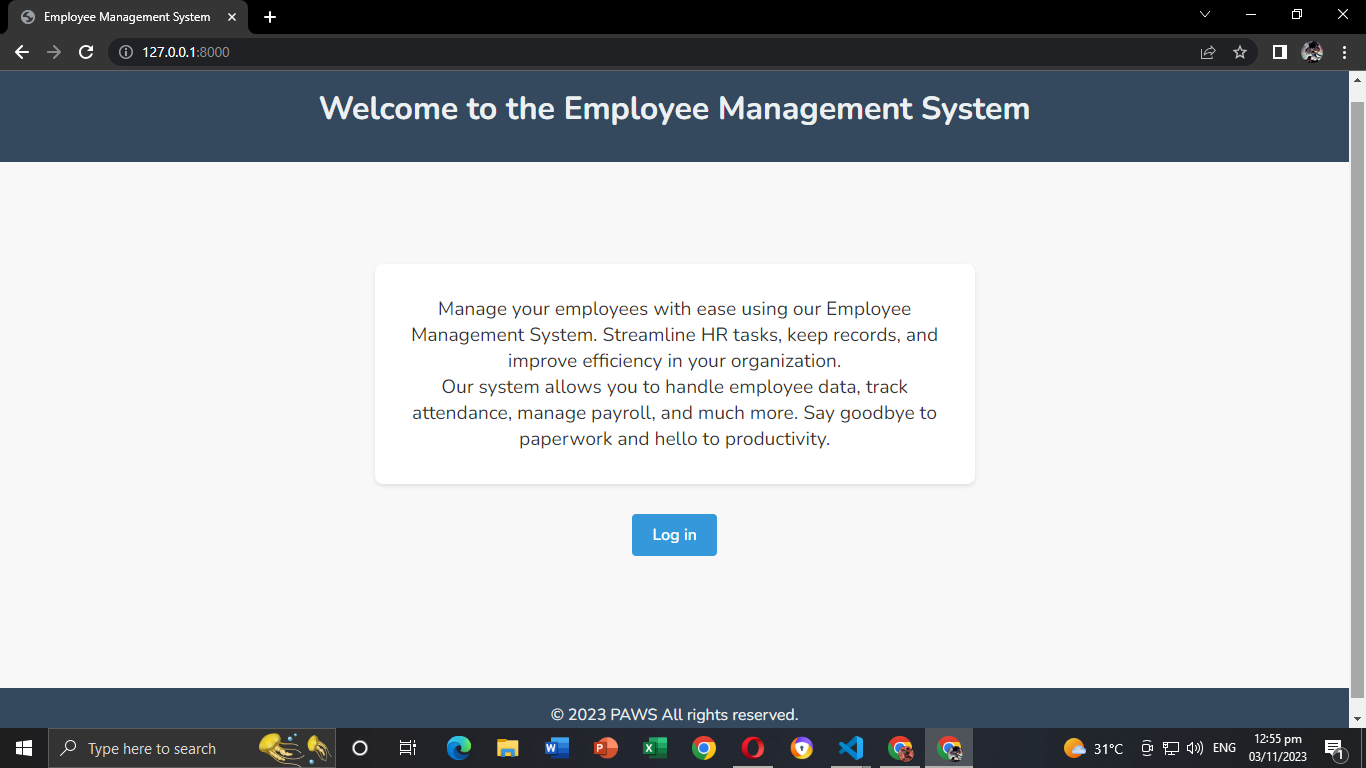 Employee Management System
127.0.0.1:8000
Welcome to the Employee Management System
Manage your employees with ease using our Employee
Management System. Streamline HR tasks, keep records, and
improve efficiency in your organization.
Our system allows you to handle employee data, track
attendance, manage payroll, and much more. Say goodbye to
paperwork and hello to productivity.
Log in
© 2023 PAWS All rights reserved.
Type here to search
31°C
ENG
12:55 pm
03/11/2023
1